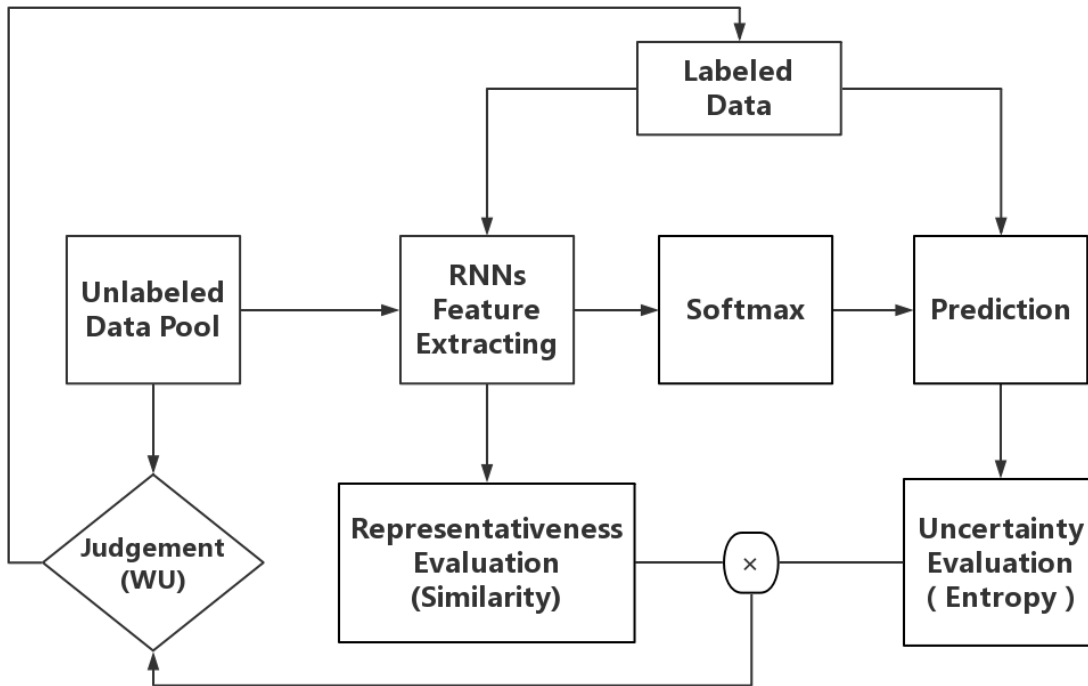 Labeled
Data
Unlabeled
Data Pool
RNNs
Feature
Extracting
Softmax
Prediction
Judgement
(WU)
Representativeness
Evaluation
(Similarity)
×
Uncertainty
Evaluation
( Entropy )